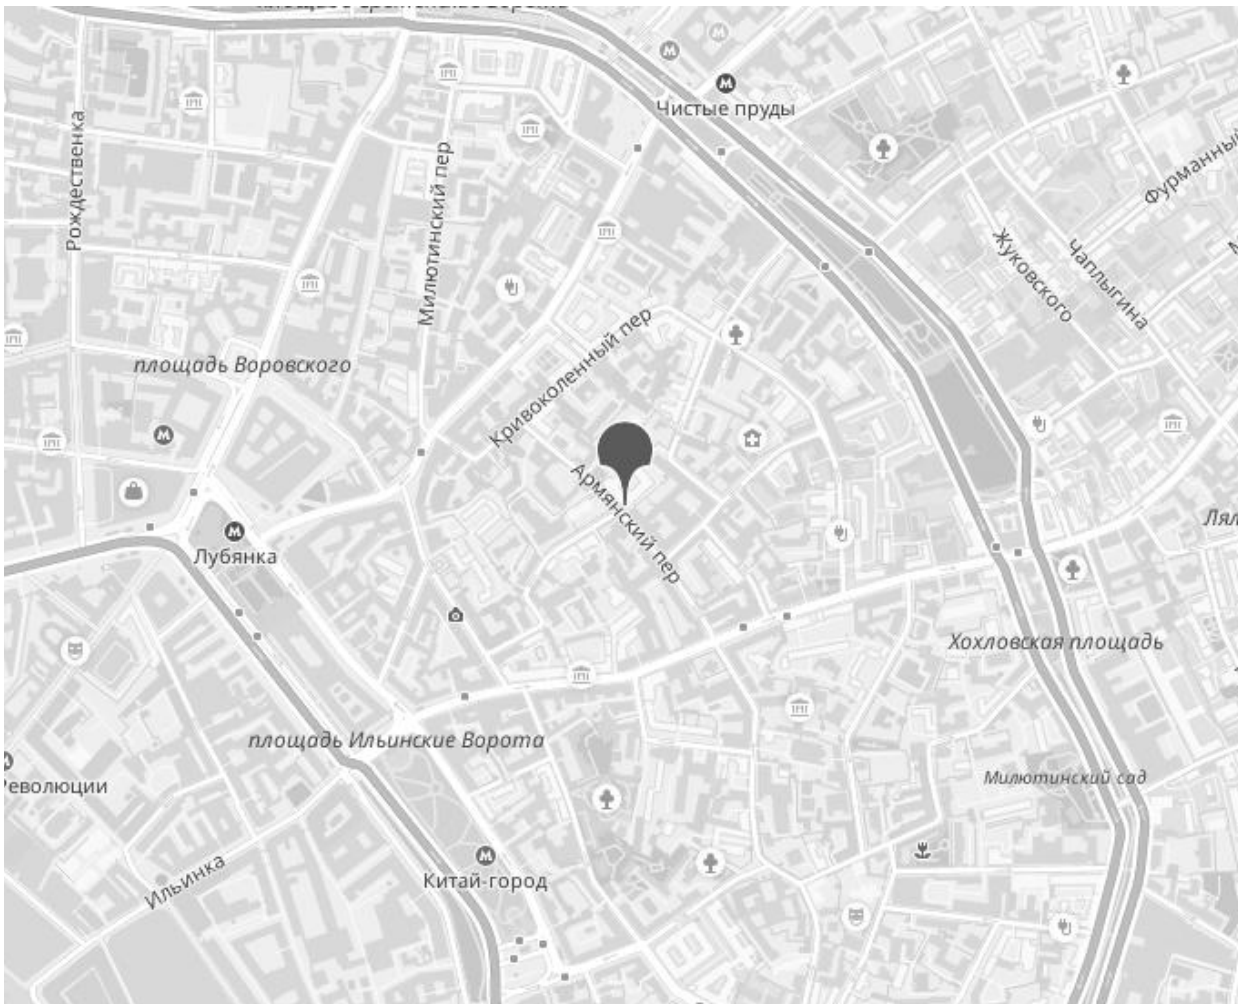 Чистые пруды
Рождественка
Милютинский пер
Фурманный
Жуковского
Чаплыгина
площадь Воровского
Кривоколенный пер
Армянский пер
Лубянка
Хохловская площадь
площадь Ильинские Ворота
Милютинский сад
Революции
Ильинка
Китай-город